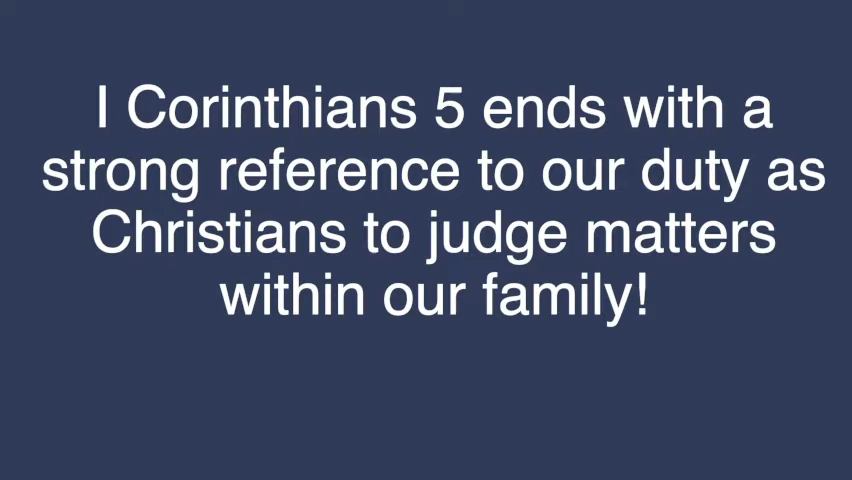 I Corinthians 5 ends with a
strong reference to our duty as
Christians to judge matters
within our family!